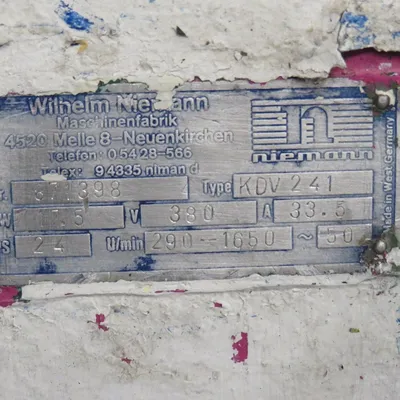 Wilhelm Niemann
Maschinenfabrik
4520 Melle 8-Neuenkirchen
Telefon: 05428-566
Telex: 94335 niman d
n
niemann
Made in West Germany
Type KDV 241
V 380 A 33.5
S 24 U/min 290-1650 ~ 50